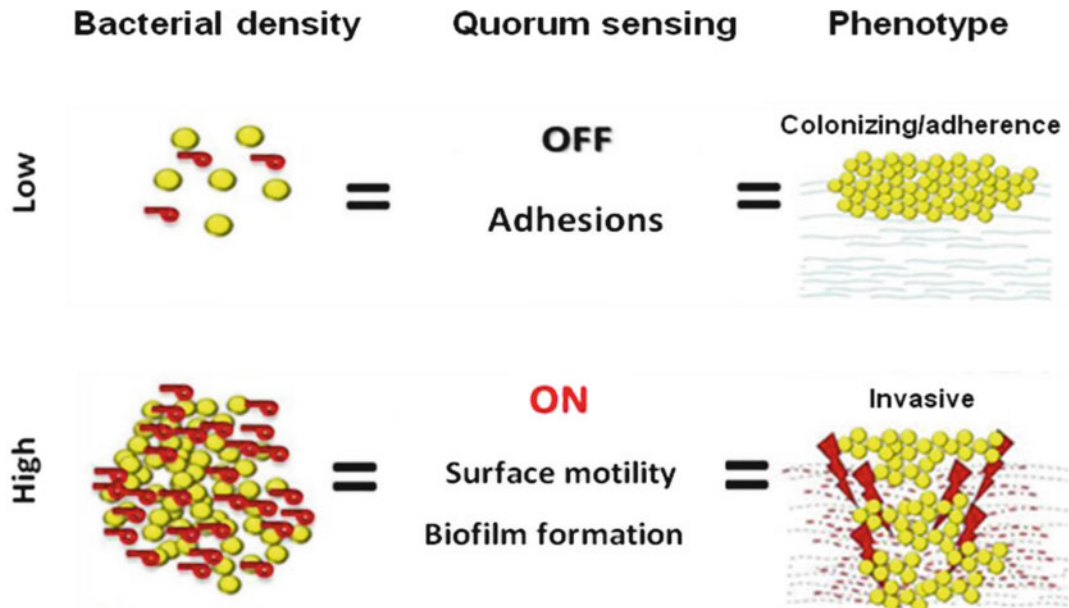 Bacterial density
Quorum sensing
Phenotype
Low
OFF
Adhesions
=
=
Colonizing/adherence
High
ON
Surface motility
Biofilm formation
=
=
Invasive